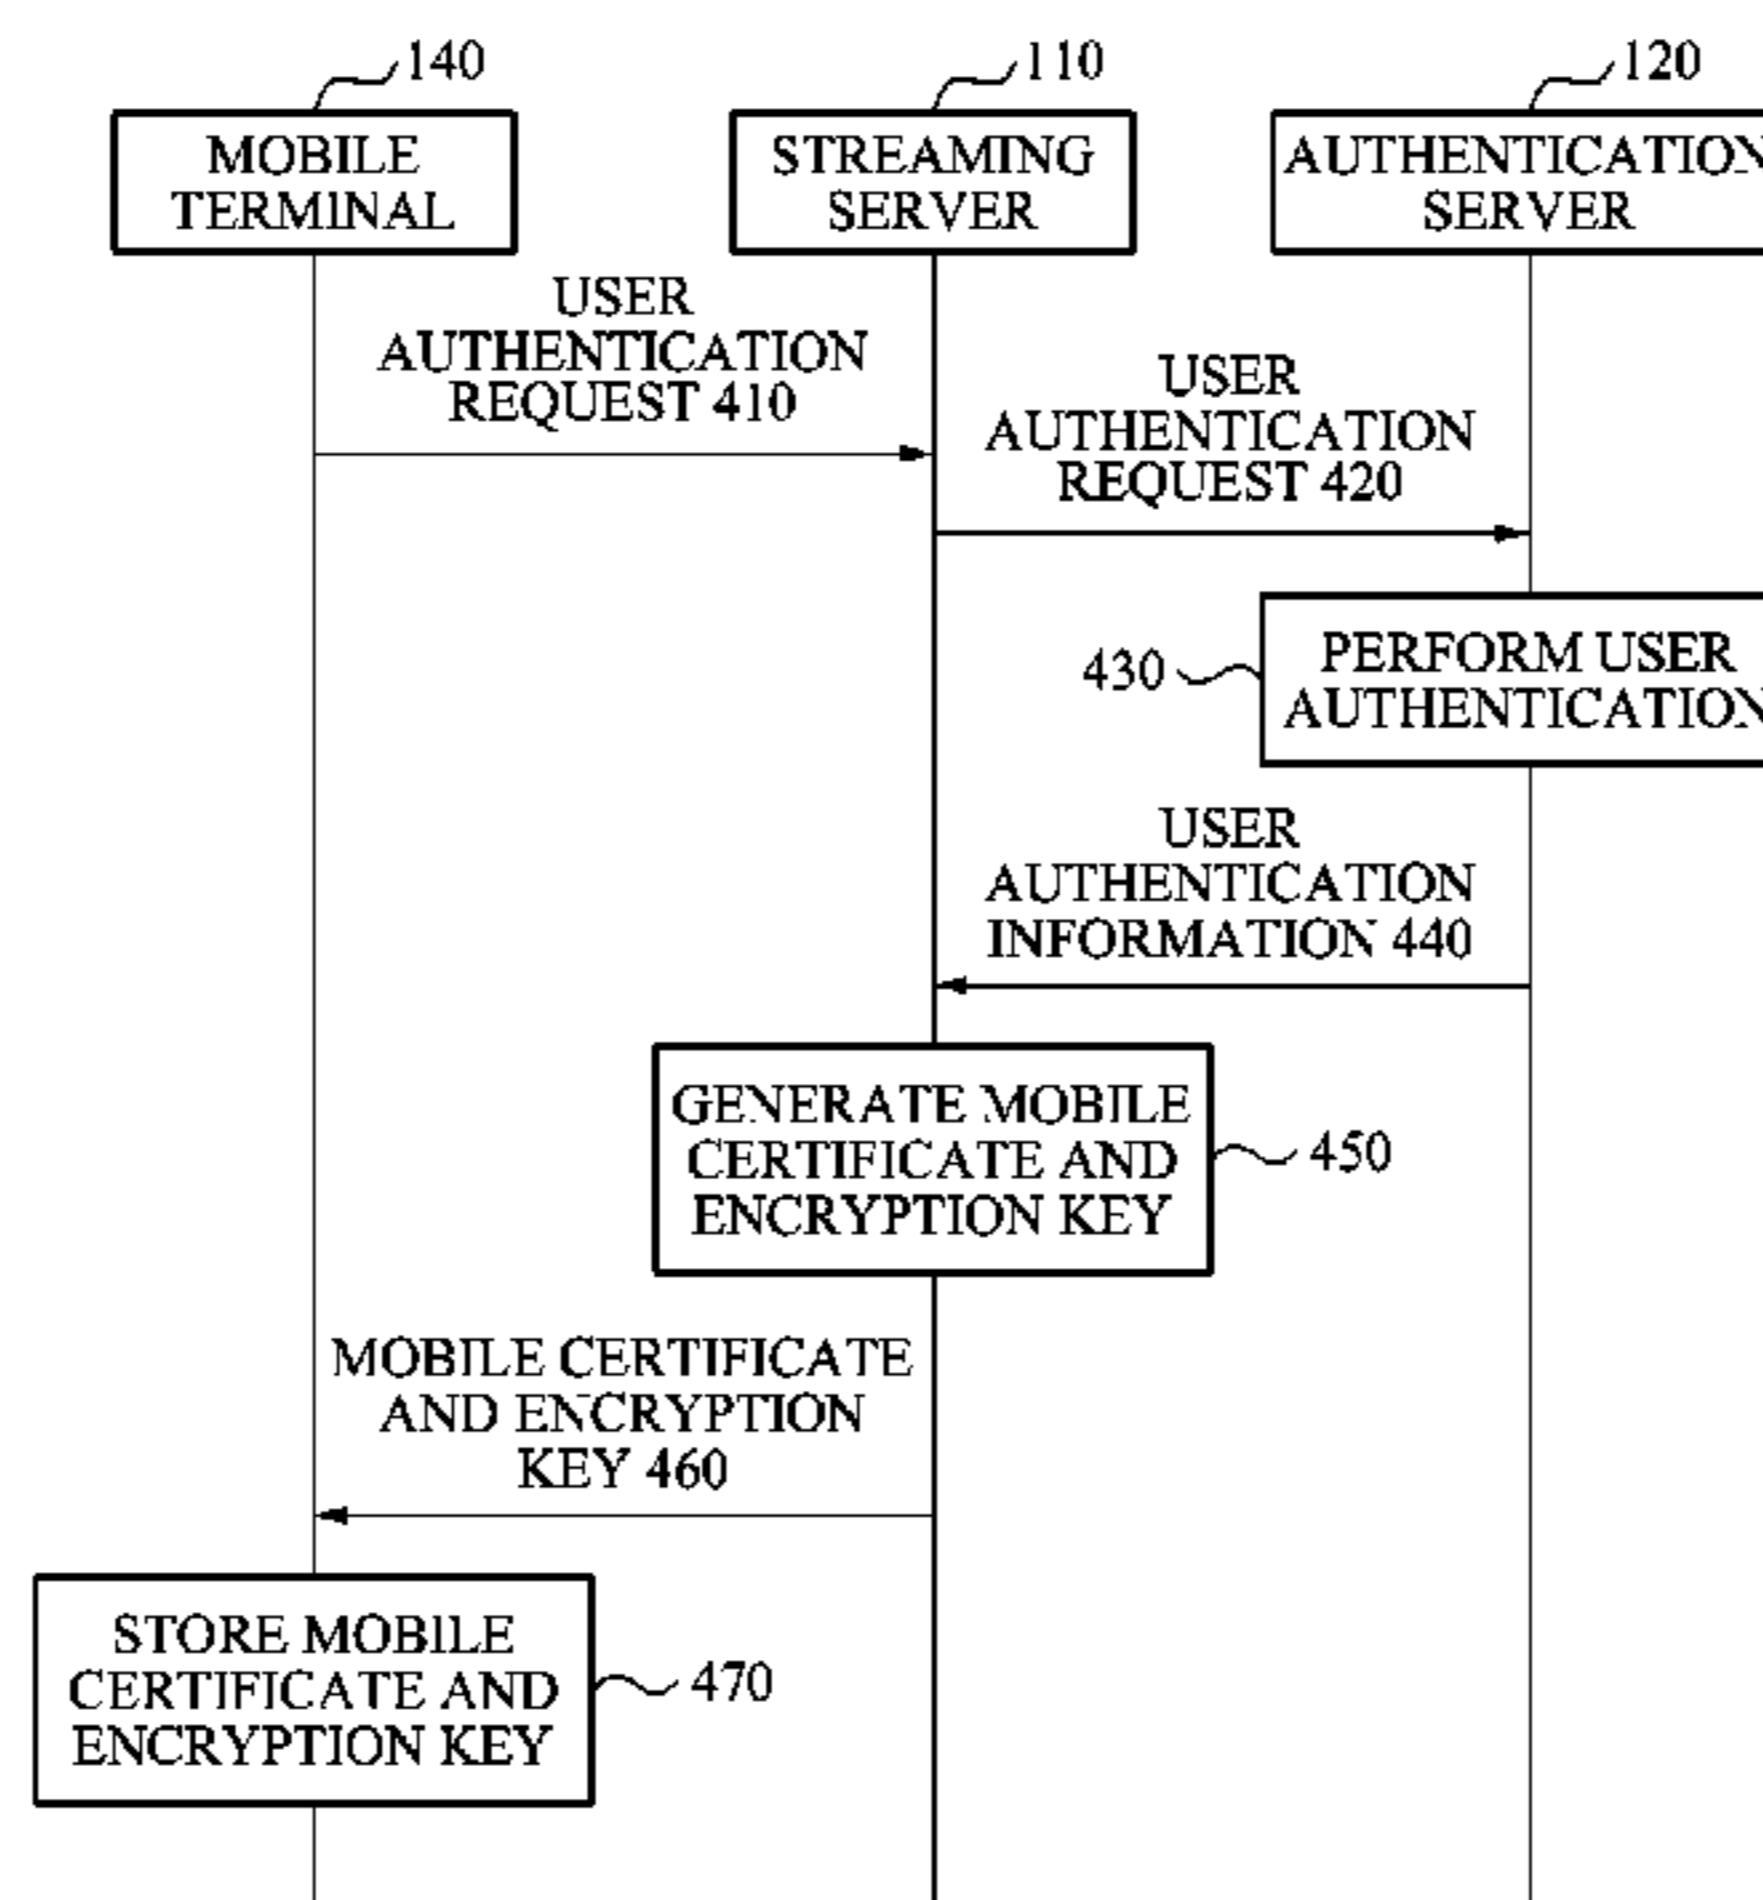 140
110
120
MOBILE
TERMINAL
STREAMING
SERVER
AUTHENTICATION
SERVER
USER
AUTHENTICATION
REQUEST 410
USER
AUTHENTICATION
REQUEST 420
430
PERFORM USER
AUTHENTICATION
USER
AUTHENTICATION
INFORMATION 440
GENERATE MOBILE
CERTIFICATE AND
ENCRYPTION KEY
450
MOBILE CERTIFICATE
AND ENCRYPTION
KEY 460
STORE MOBILE
CERTIFICATE AND
ENCRYPTION KEY
470